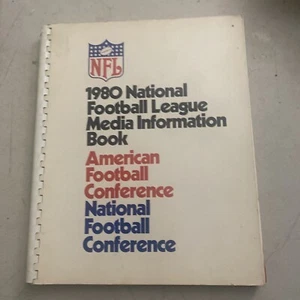 NFL
1980 National
Football League
Media Information
Book
American
Football
Conference
National
Football
Conference